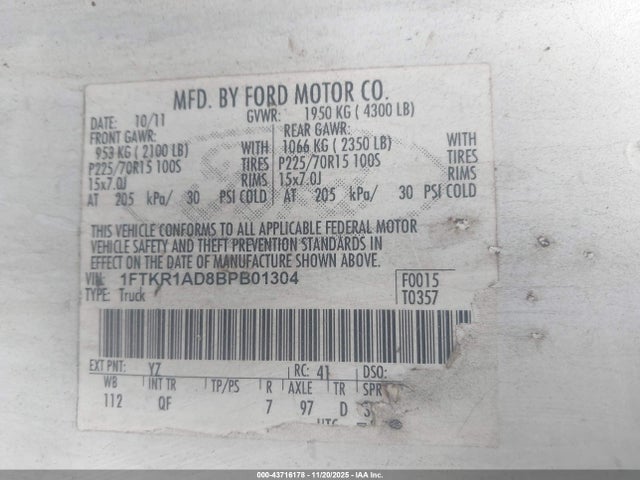 MFD. BY FORD MOTOR CO.
DATE: 10/11 GVWR: 1950 KG ( 4300 LB)
FRONT GAWR: REAR GAWR:
953 KG ( 2100 LB) WITH 1066 KG ( 2350 LB) WITH
P225/70R15 100S TIRES P225/70R15 100S TIRES
15x7.0J RIMS 15x7.0J RIMS
AT 205 kPa/ 30 PSI COLD AT 205 kPa/ 30 PSI COLD
THIS VEHICLE CONFORMS TO ALL APPLICABLE FEDERAL MOTOR
VEHICLE SAFETY AND THEFT PREVENTION STANDARDS IN
EFFECT ON THE DATE OF MANUFACTURE SHOWN ABOVE.
VIN: 1FTKR1AD8BPB01304 F0015
TYPE: Truck T0357
EXT PNT: YZ RC: 41 DSO:
WB INT TR TP/PS R AXLE TR SPR
112 QF 7 97 D
000-43716178 - 11/20/2025 - IAAI.com